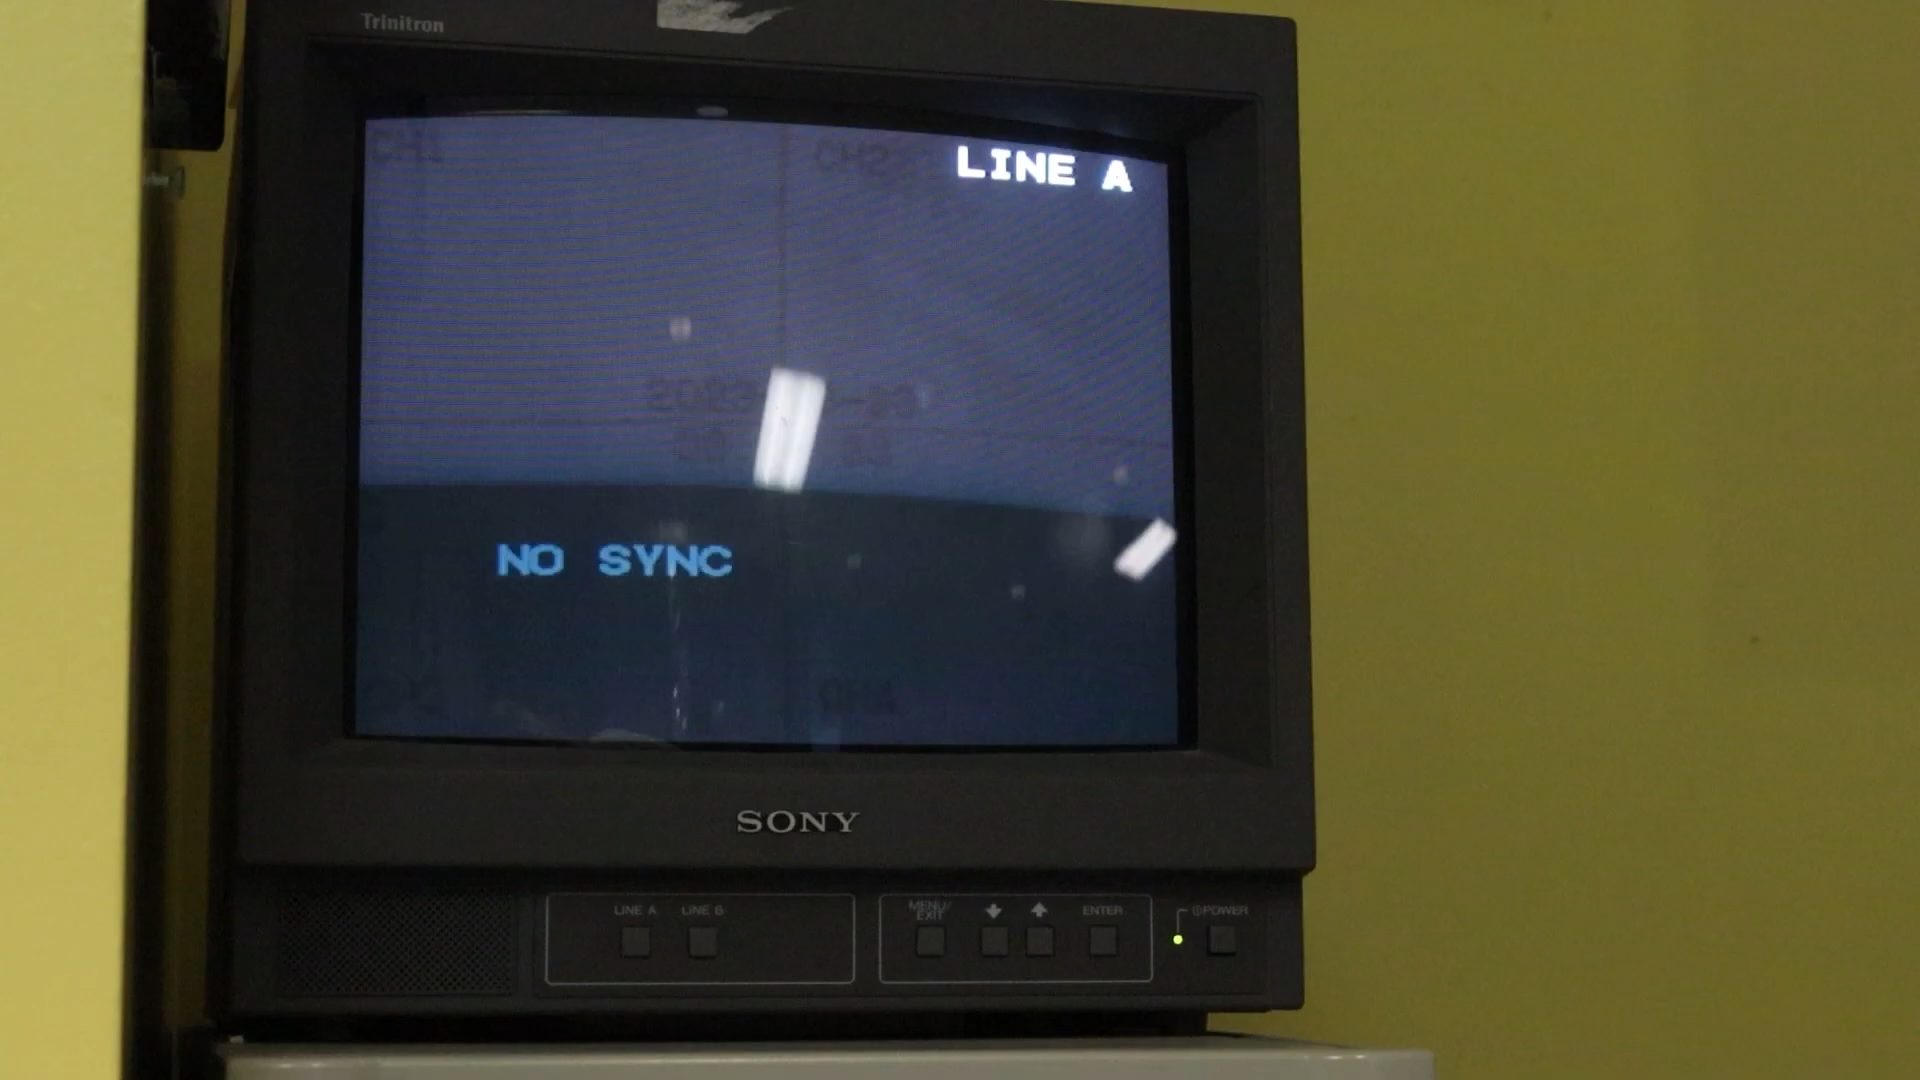 Trinitron
LINE A
NO SYNC
SONY
LINE A
LINE B
MENU/
EXIT
ENTER
POWER